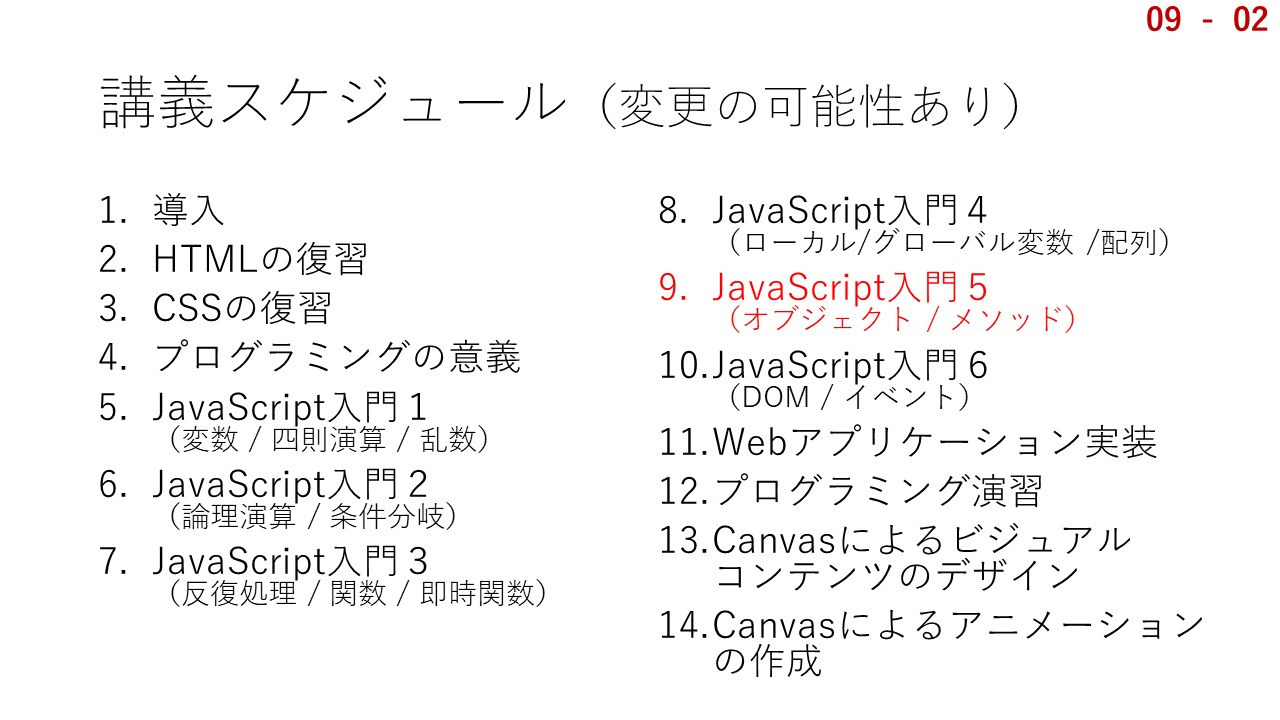 09 - 02
講義スケジュール（変更の可能性あり）
1. 導入
2. HTMLの復習
3. CSSの復習
4. プログラミングの意義
5. JavaScript入門１
（変数 / 四則演算 / 乱数）
6. JavaScript入門２
（論理演算 / 条件分岐）
7. JavaScript入門３
（反復処理 / 関数 / 即時関数）
8. JavaScript入門４
（ローカル/グローバル変数 /配列）
9. JavaScript入門５
（オブジェクト / メソッド）
10.JavaScript入門６
（DOM / イベント）
11.Webアプリケーション実装
12.プログラミング演習
13.Canvasによるビジュアル
コンテンツのデザイン
14.Canvasによるアニメーション
の作成